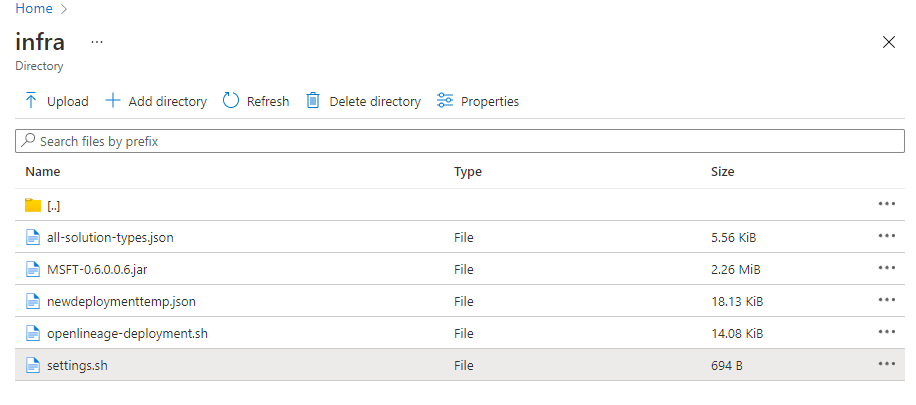 Home
infra ...
Directory
Upload Add directory Refresh Delete directory Properties
Search files by prefix
Name Type Size
[..]
all-solution-types.json File 5.56 KiB
MSFT-0.6.0.0.6.jar File 2.26 MiB
newdeploymenttemp.json File 18.13 KiB
openlineage-deployment.sh File 14.08 KiB
settings.sh File 694 B